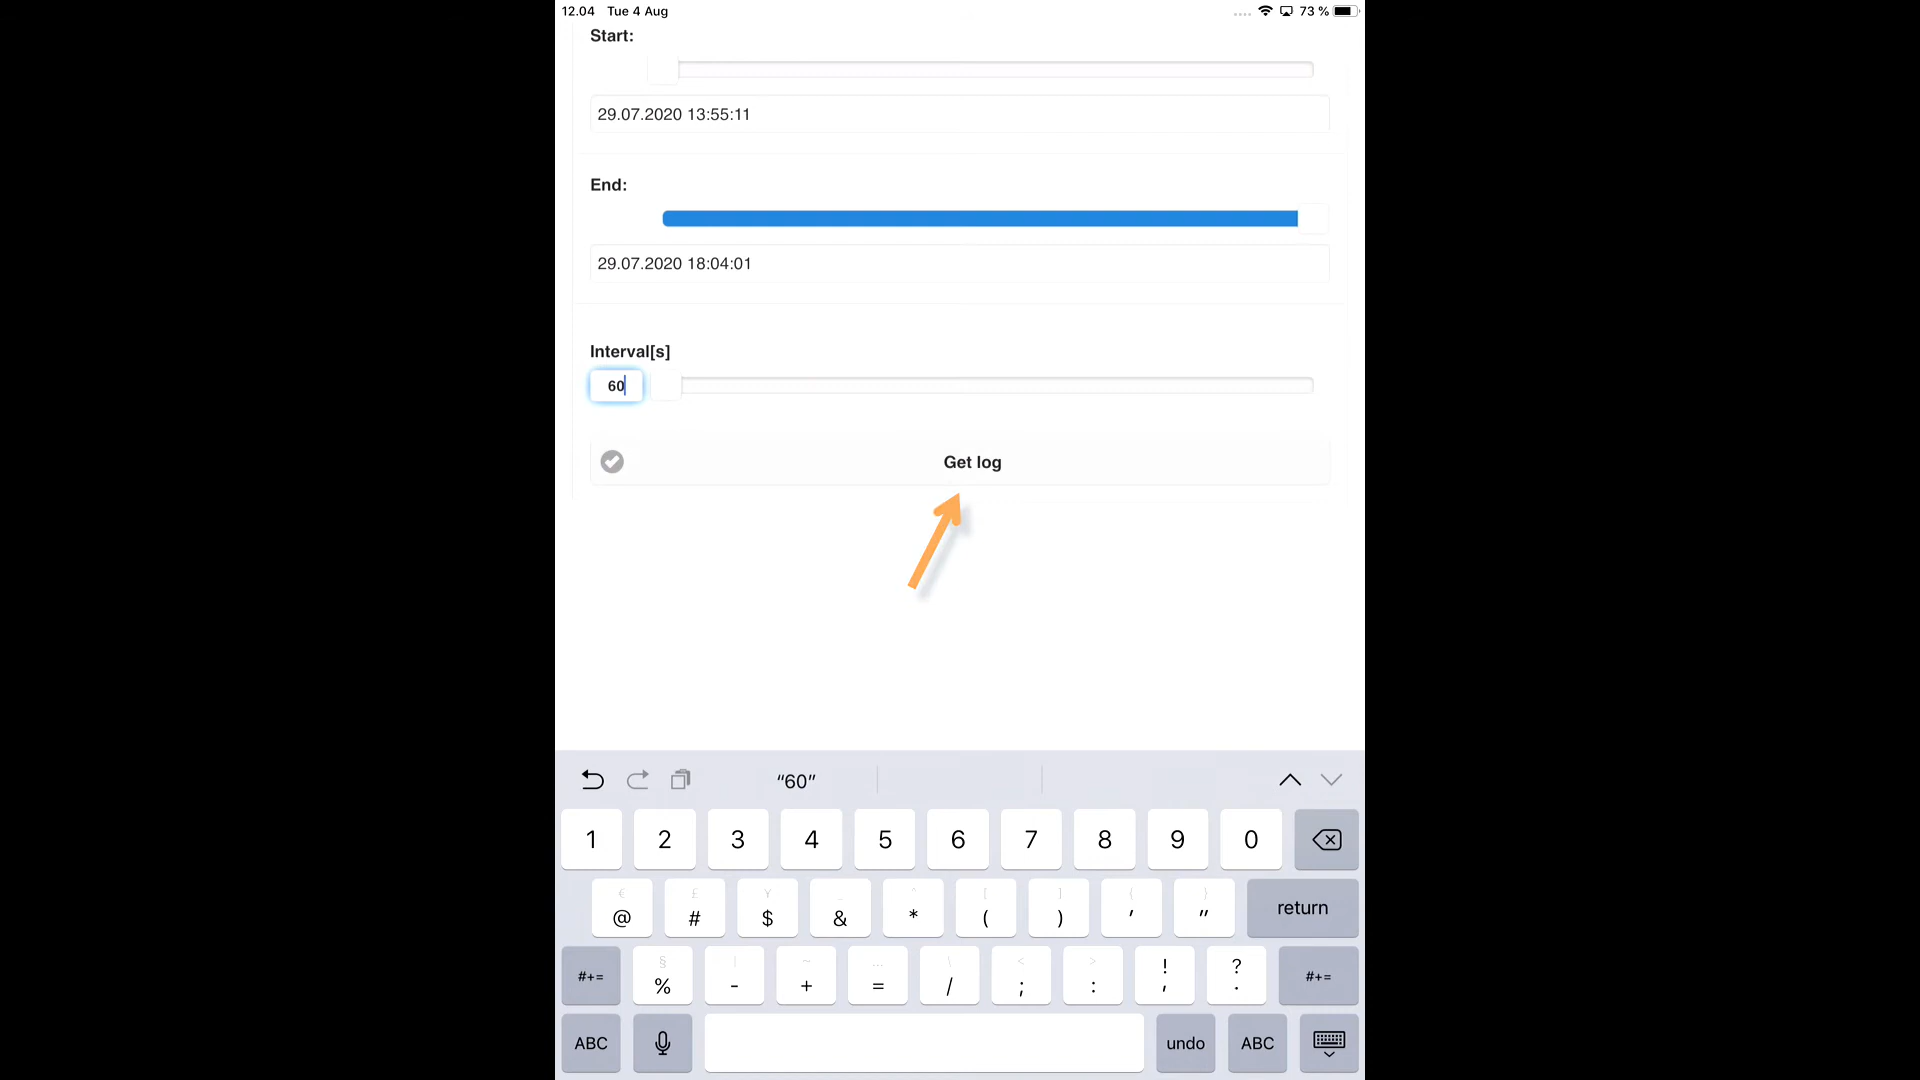 12.04 Tue 4 Aug 73 %
Start:
29.07.2020 13:55:11
End:
29.07.2020 18:04:01
Interval[s]
60
Get log
“60”
1 2 3 4 5 6 7 8 9 0
€ £ ¥ _ ^ [ ] { }
@ # $ & * ( ) ' " return
§ | ~ … \ < > ! ?
#+= % - + = / ; : , . #+=
ABC undo ABC